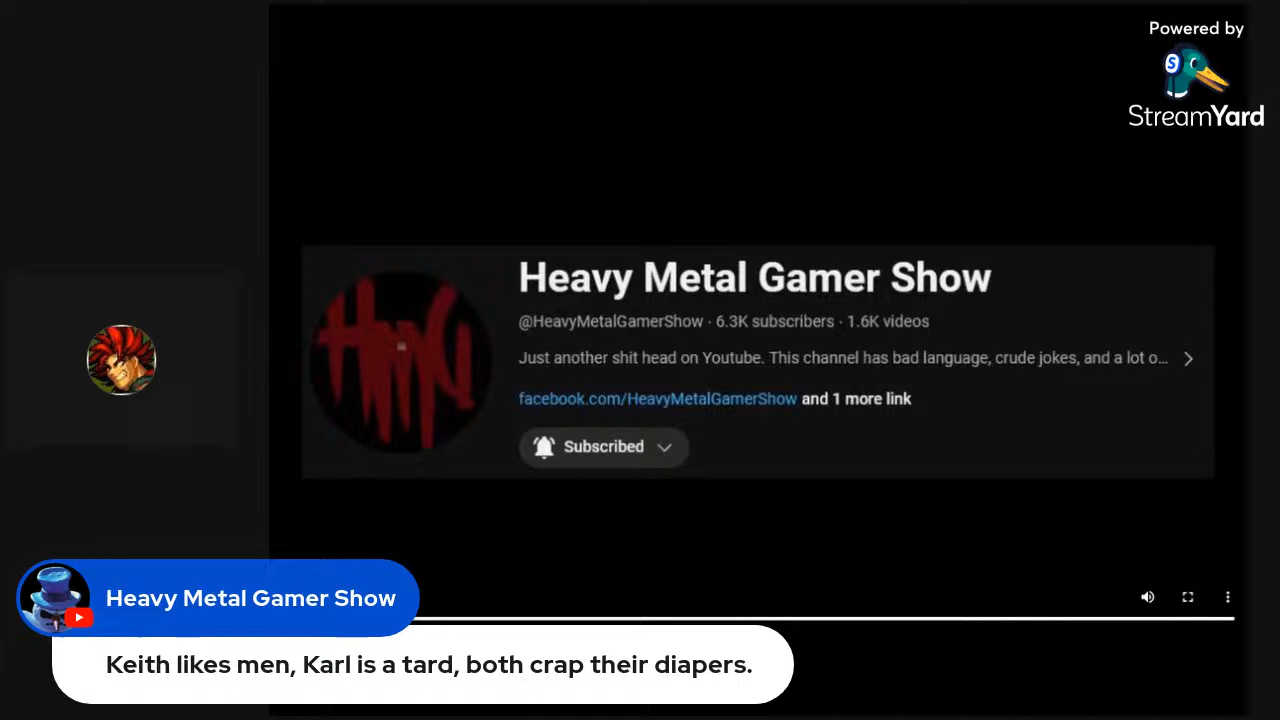 Powered by
StreamYard
Heavy Metal Gamer Show
@HeavyMetalGamerShow · 6.3K subscribers · 1.6K videos
Just another shit head on Youtube. This channel has bad language, crude jokes, and a lot o...
facebook.com/HeavyMetalGamerShow and 1 more link
Subscribed
Heavy Metal Gamer Show
Keith likes men, Karl is a tard, both crap their diapers.